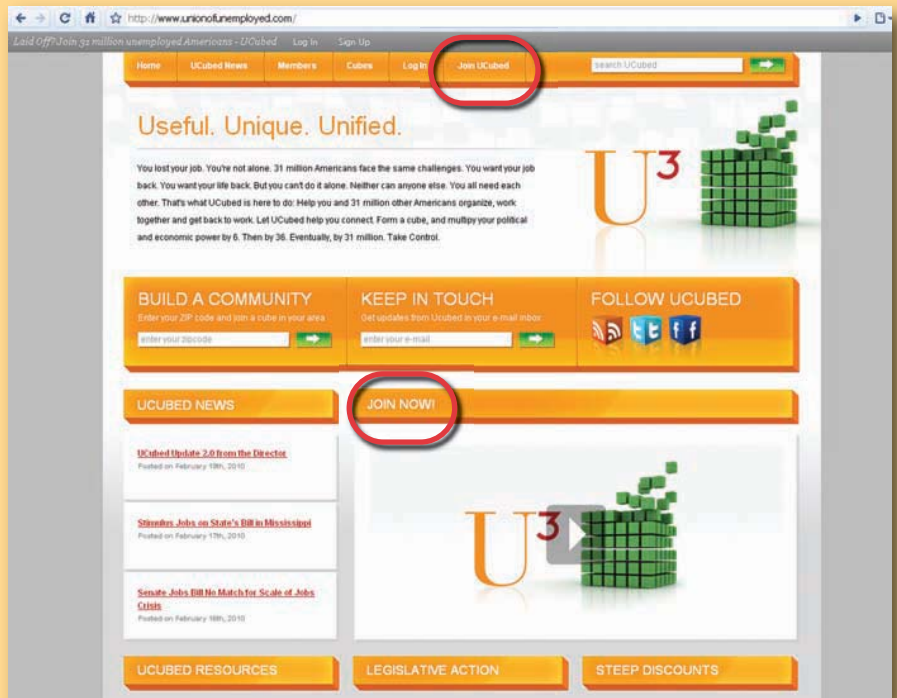 http://www.unionofunemployed.com/
Laid Off? Join 31 million unemployed Americans - UCubed Log In Sign Up
Home UCubed News Members Cubes Log In Join UCubed search UCubed
Useful. Unique. Unified.
U3
You lost your job. You're not alone. 31 million Americans face the same challenges. You want your job
back. You want your life back. But you can't do it alone. Neither can anyone else. You all need each
other. That's what UCubed is here to do: Help you and 31 million other Americans organize, work
together and get back to work. Let UCubed help you connect. Form a cube, and multipy your political
and economic power by 6. Then by 36. Eventually, by 31 million. Take Control.
BUILD A COMMUNITY KEEP IN TOUCH FOLLOW UCUBED
Enter your ZIP code and join a cube in your area Get updates from Ucubed in your e-mail inbox
enter your zipcode enter your e-mail
UCUBED NEWS JOIN NOW!
UCubed Update 2.0 from the Director
Posted on February 19th, 2010
Stimulus Jobs on State's Bill in Mississippi
Posted on February 17th, 2010
U3
Senate Jobs Bill No Match for Scale of Jobs
Crisis
Posted on February 16th, 2010
UCUBED RESOURCES LEGISLATIVE ACTION STEEP DISCOUNTS